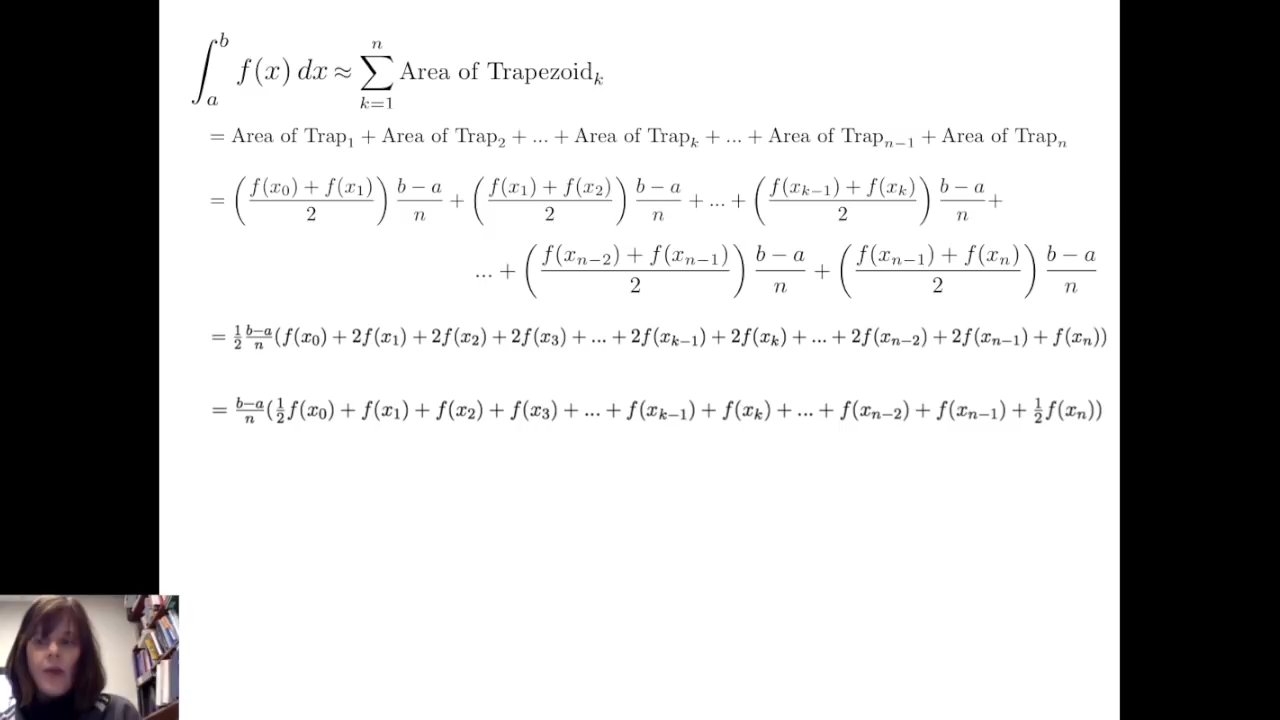 ∫_a^b f(x) dx ≈ ∑_{k=1}^{n} Area of Trapezoid_k
= Area of Trap_1 + Area of Trap_2 + ... + Area of Trap_k + ... + Area of Trap_{n−1} + Area of Trap_n
= ((f(x_0) + f(x_1))/2) (b − a)/n + ((f(x_1) + f(x_2))/2) (b − a)/n + ... + ((f(x_{k−1}) + f(x_k))/2) (b − a)/n +
... + ((f(x_{n−2}) + f(x_{n−1}))/2) (b − a)/n + ((f(x_{n−1}) + f(x_n))/2) (b − a)/n
= 1/2 (b−a)/n (f(x_0) + 2f(x_1) + 2f(x_2) + 2f(x_3) + ... + 2f(x_{k−1}) + 2f(x_k) + ... + 2f(x_{n−2}) + 2f(x_{n−1}) + f(x_n))
= (b−a)/n (1/2 f(x_0) + f(x_1) + f(x_2) + f(x_3) + ... + f(x_{k−1}) + f(x_k) + ... + f(x_{n−2}) + f(x_{n−1}) + 1/2 f(x_n))